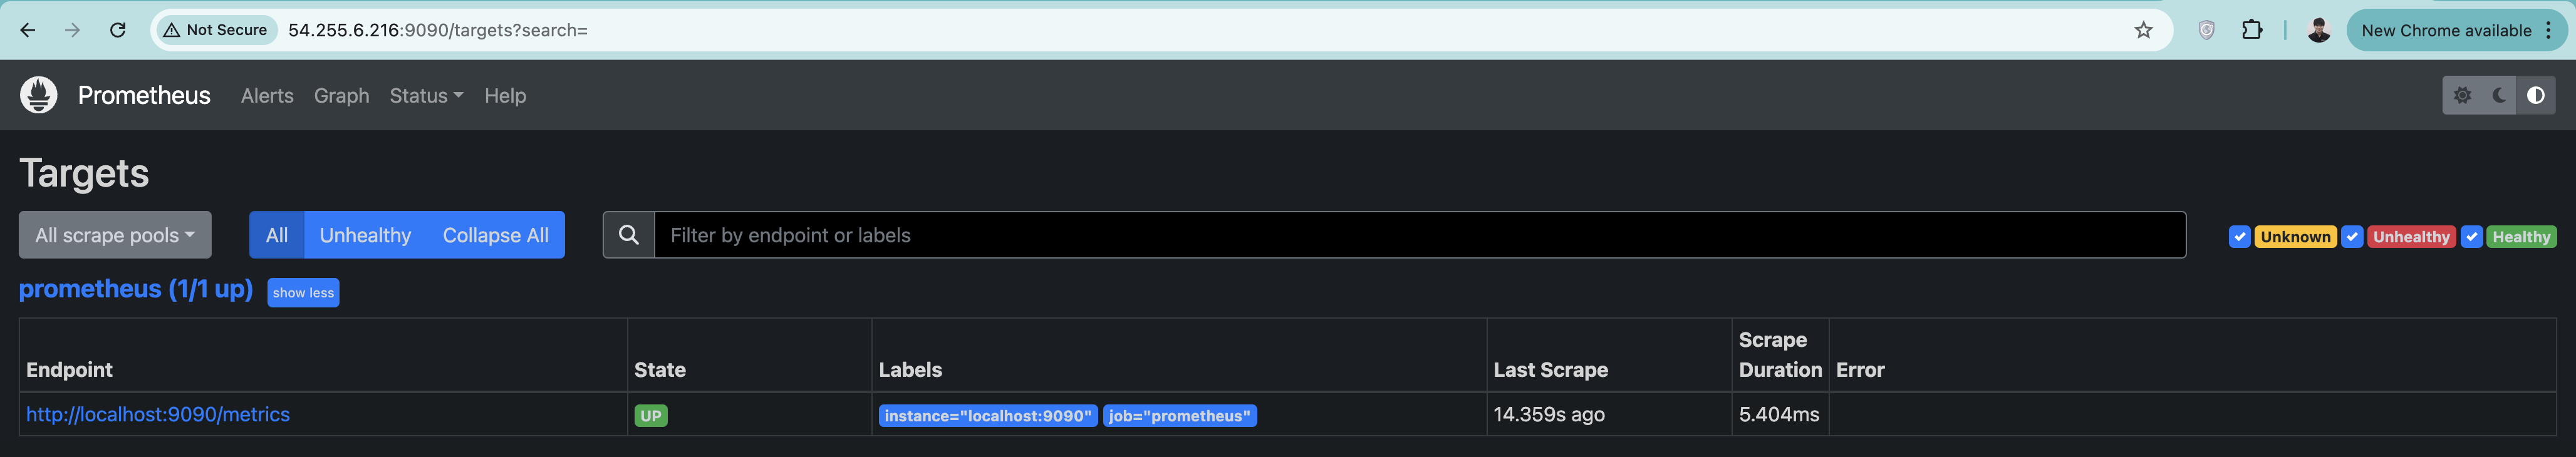 Not Secure 54.255.6.216:9090/targets?search= New Chrome available
Prometheus Alerts Graph Status Help
Targets
All scrape pools All Unhealthy Collapse All Filter by endpoint or labels Unknown Unhealthy Healthy
prometheus (1/1 up) show less
Endpoint State Labels Last Scrape Scrape Duration Error
http://localhost:9090/metrics UP instance="localhost:9090" job="prometheus" 14.359s ago 5.404ms